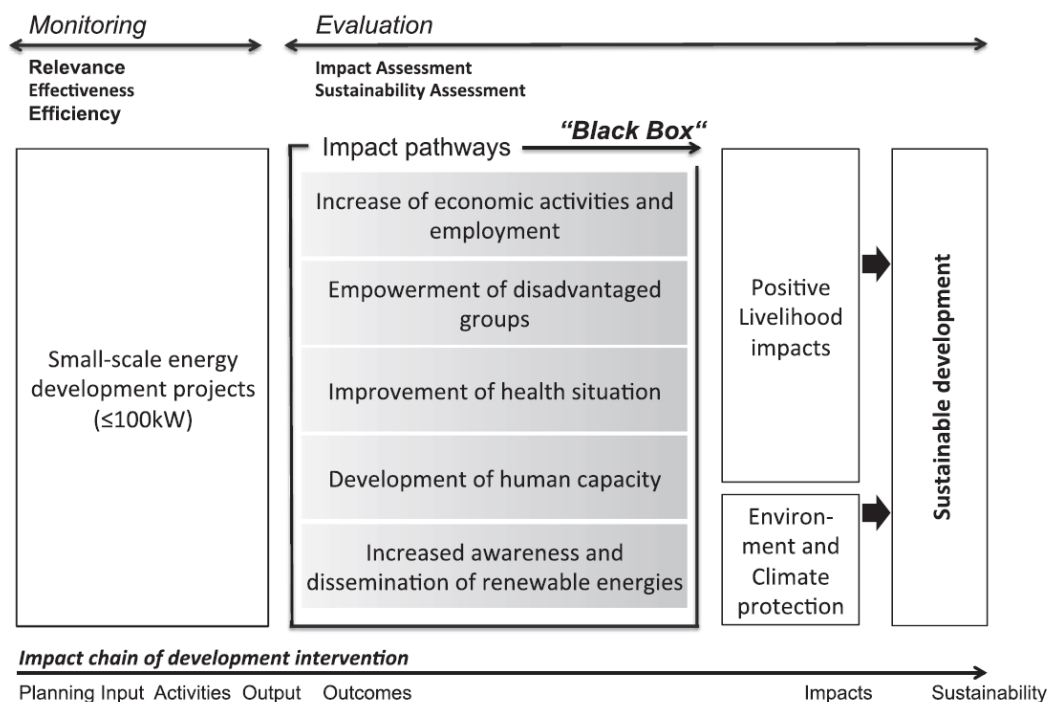 Monitoring
Evaluation
Relevance
Effectiveness
Efficiency
Impact Assessment
Sustainability Assessment
“Black Box“
Impact pathways
Small-scale energy
development projects
(≤100kW)
Increase of economic activities and
employment
Empowerment of disadvantaged
groups
Improvement of health situation
Development of human capacity
Increased awareness and
dissemination of renewable energies
Positive
Livelihood
impacts
Environ-
ment and
Climate
protection
Sustainable development
Impact chain of development intervention
Planning Input Activities Output Outcomes Impacts Sustainability